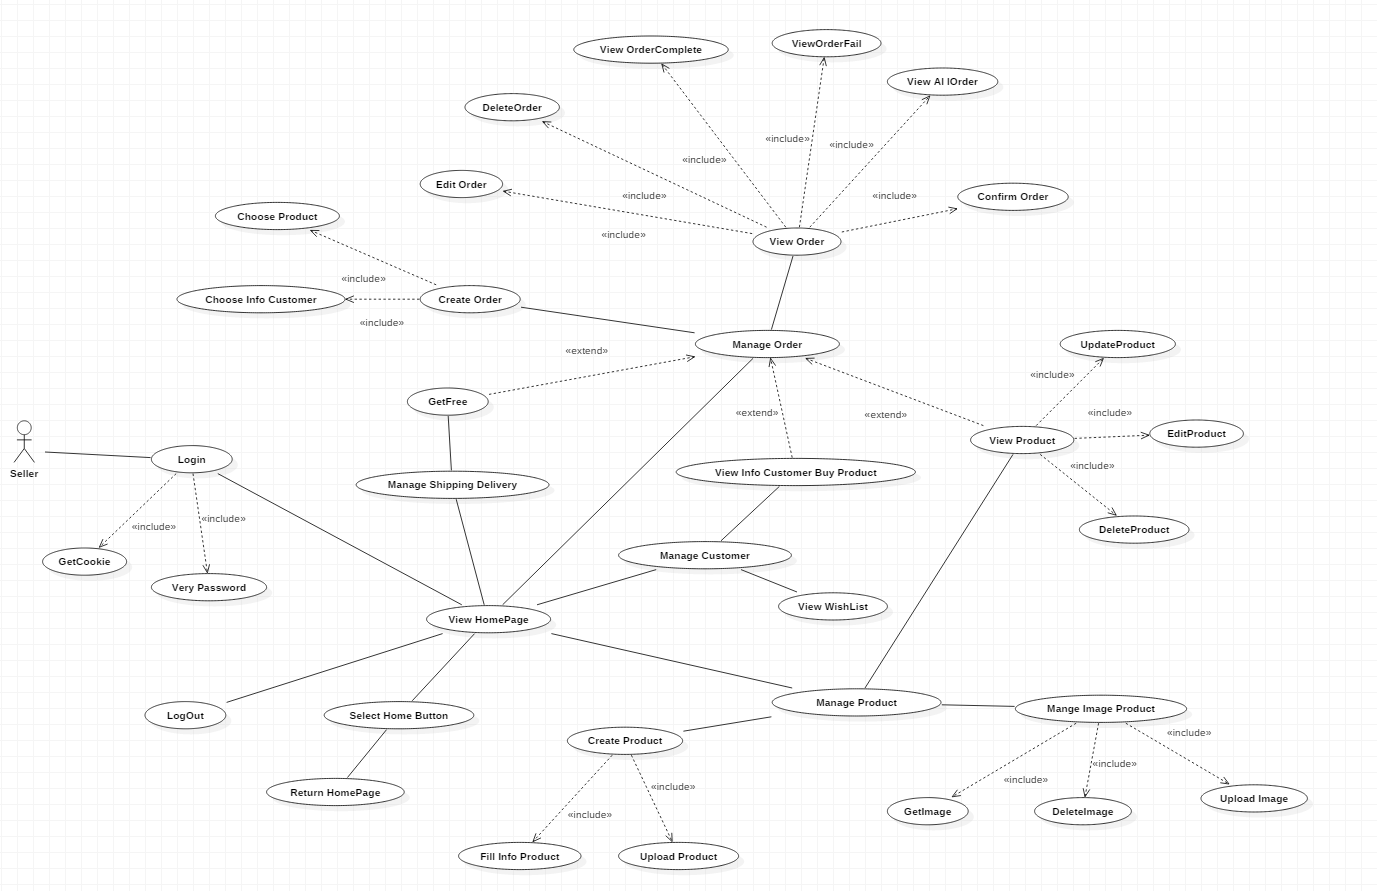 View OrderComplete
ViewOrderFail
View Al lOrder
DeleteOrder
«include»
«include»
«include»
Edit Order
«include»
«include»
Confirm Order
Choose Product
«include»
View Order
«include»
Choose Info Customer
Create Order
«include»
Manage Order
UpdateProduct
«extend»
«include»
GetFree
«extend»
«extend»
«include»
View Product
EditProduct
Seller
Login
«include»
View Info Customer Buy Product
Manage Shipping Delivery
«include»
«include»
DeleteProduct
GetCookie
Manage Customer
Very Password
View WishList
View HomePage
LogOut
Select Home Button
Manage Product
Mange Image Product
«include»
Create Product
«include»
«include»
«include»
Return HomePage
GetImage
DeleteImage
Upload Image
«include»
Fill Info Product
Upload Product